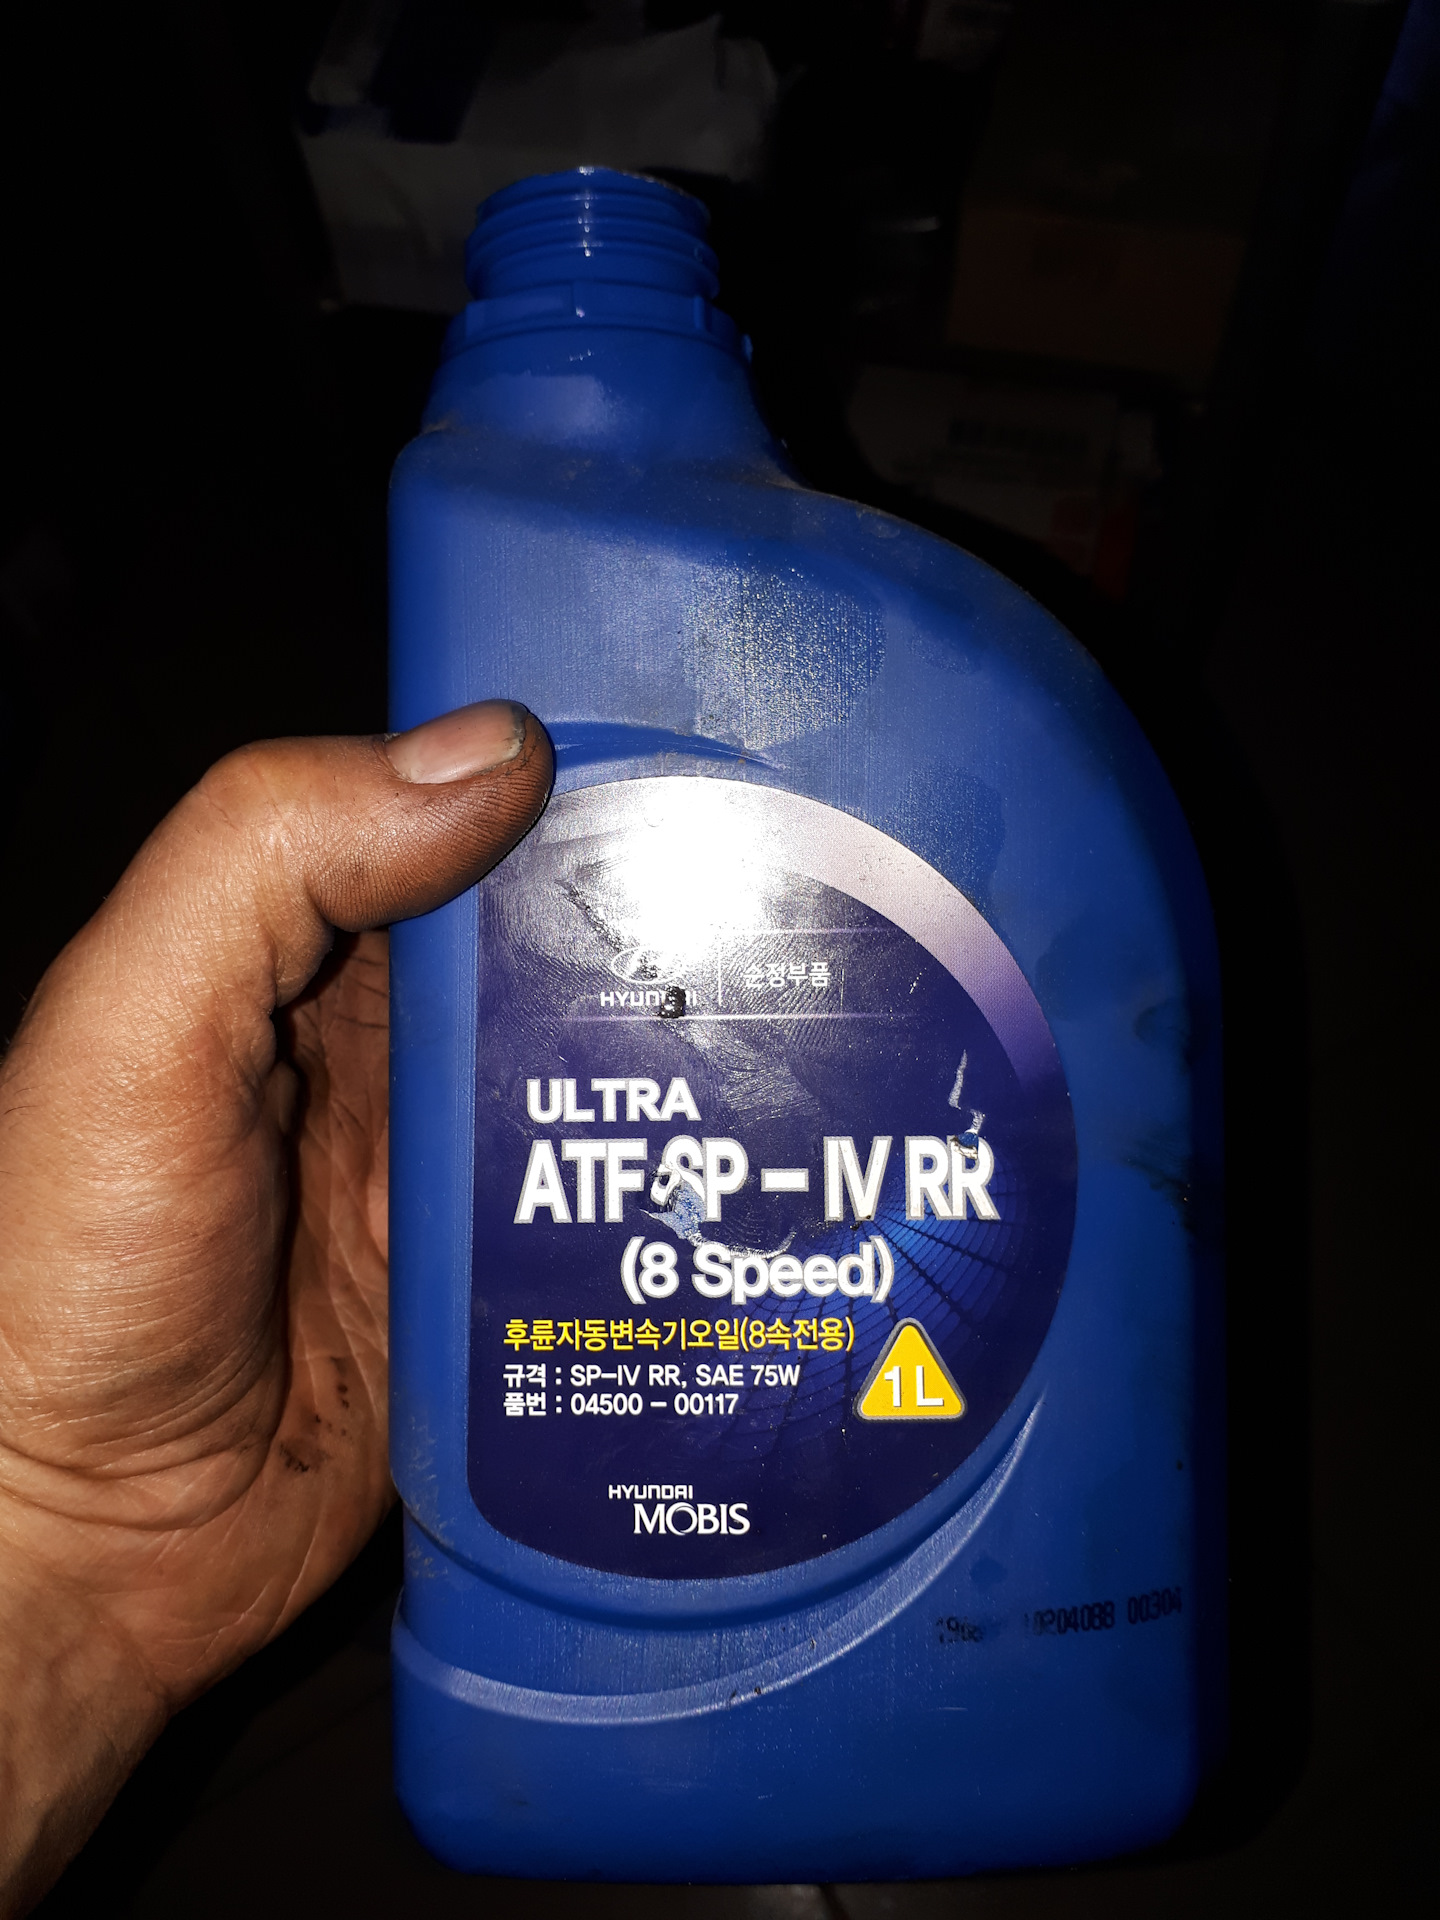 HYUNDAI 순정부품
ULTRA
ATF SP-IV RR
(8 Speed)
후륜자동변속기오일(8속전용)
규격 : SP-IV RR, SAE 75W
품번 : 04500-00117
1L
HYUNDAI
MOBIS
00304